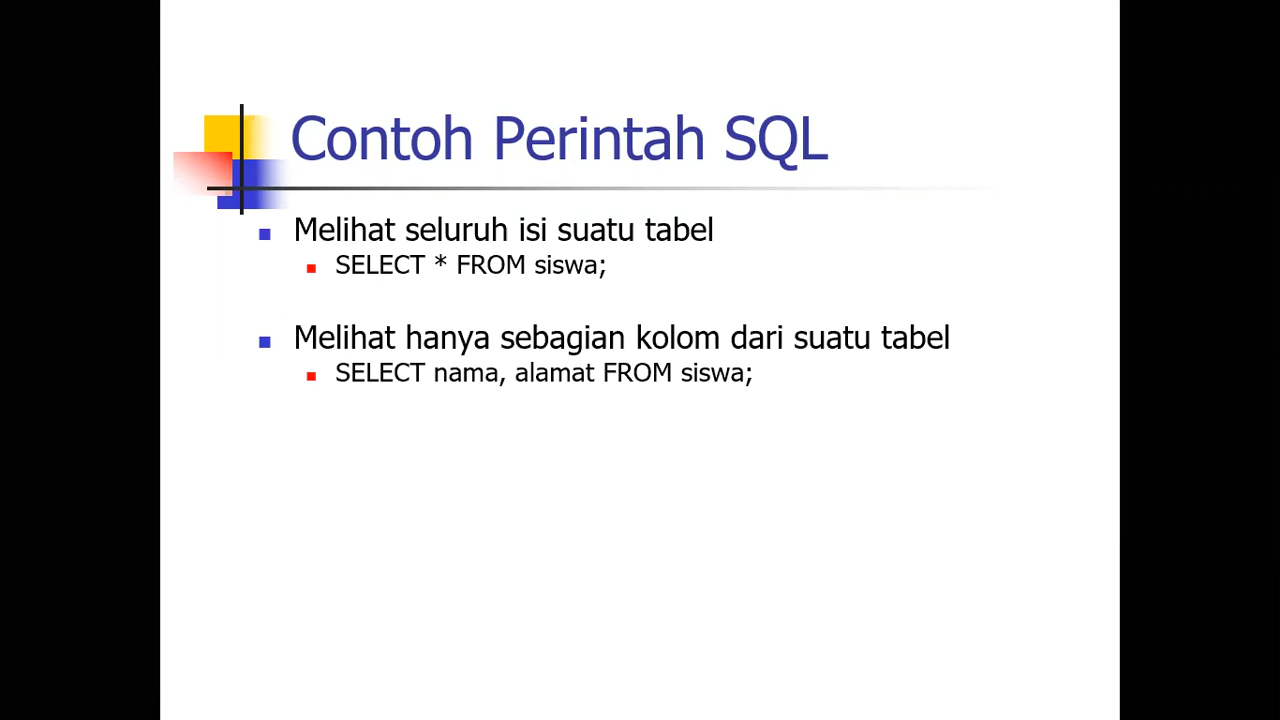 Contoh Perintah SQL
Melihat seluruh isi suatu tabel
SELECT * FROM siswa;
Melihat hanya sebagian kolom dari suatu tabel
SELECT nama, alamat FROM siswa;